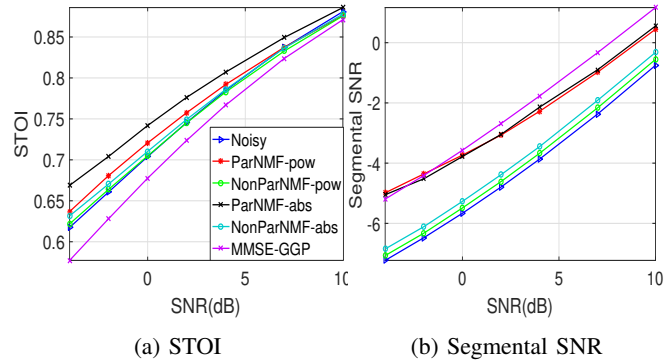 STOI
0.85
0.8
0.75
0.7
0.65
0.6
0
5
10
SNR(dB)
Noisy
ParNMF-pow
NonParNMF-pow
ParNMF-abs
NonParNMF-abs
MMSE-GGP
(a) STOI
Segmental SNR
0
-2
-4
-6
0
5
10
SNR(dB)
(b) Segmental SNR